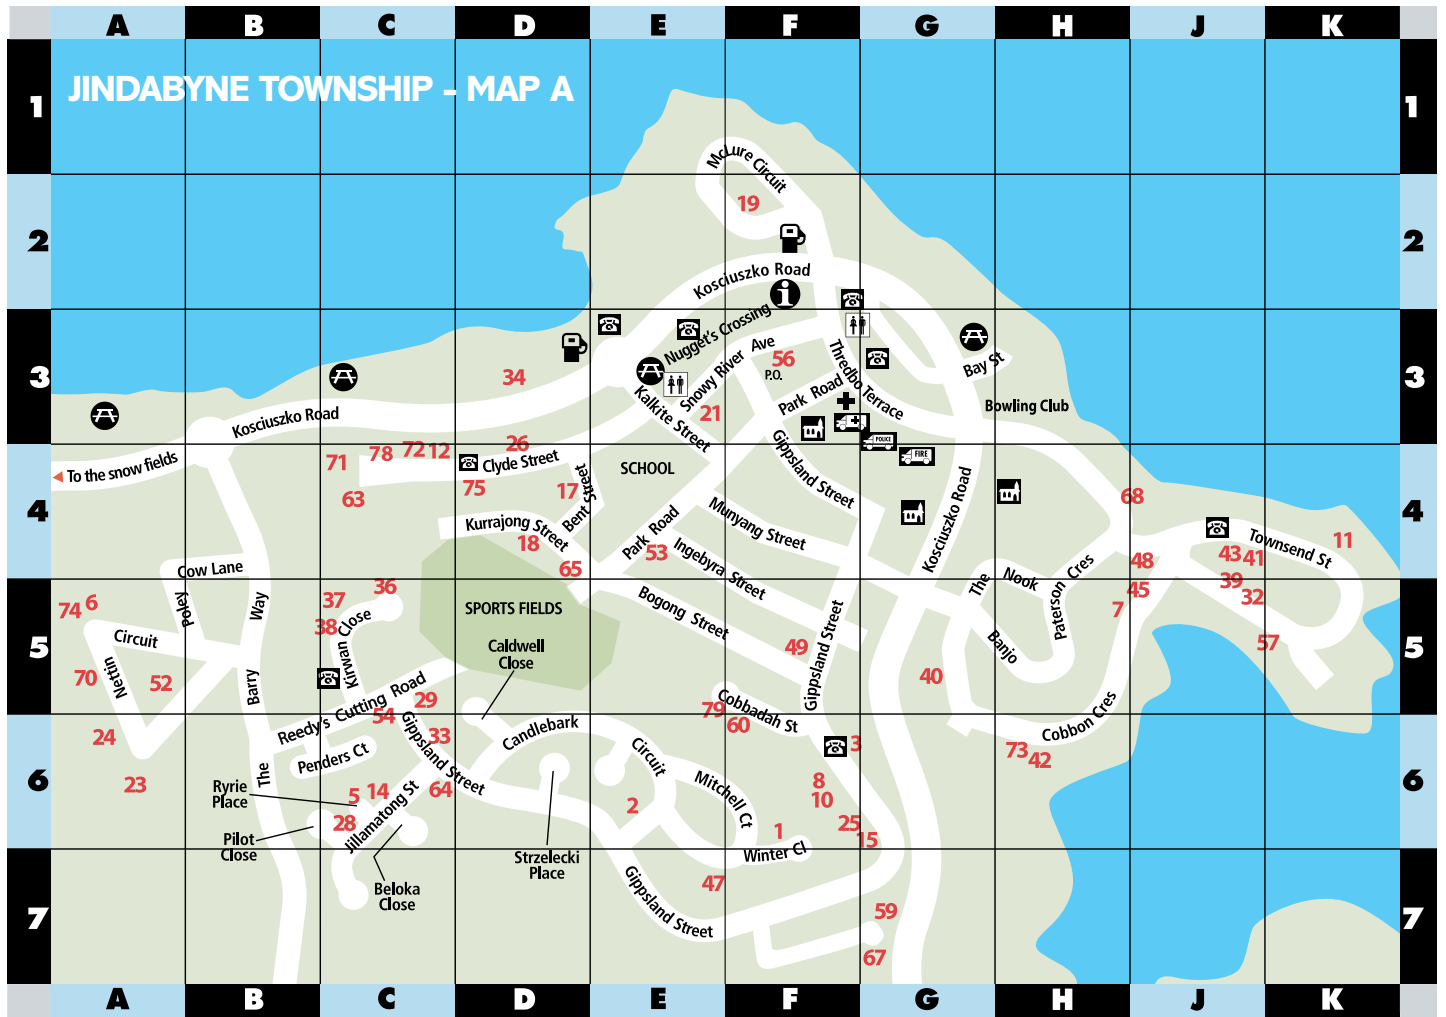 A B C D E F G H J K
JINDABYNE TOWNSHIP - MAP A
1 1
McLure Circuit
2 2
19
Kosciuszko Road
i
Nugget's Crossing
Snowy River Ave
56
P.O.
Thredbo Terrace
Bay St
3 3
34
Kalkite Street
21
Park Road
Bowling Club
Kosciuszko Road
Gippsland Street
POLICE
FIRE
71 78 72 12 26
To the snow fields
Clyde Street
SCHOOL
63 75 17
Bent Street
68
4 4
Kurrajong Street
18
Park Road
53
Munyang Street
Ingebyra Street
Kosciuszko Road
Townsend St
11
48 43 41
65
Cow Lane
36
39
45 32
74 6
37
38
Poley
Way
Kirwan Close
SPORTS FIELDS
Bogong Street
The
Nook
Paterson Cres
7
Circuit
Caldwell
Close
Banjo
57
5 5
Nettin
70 52
Barry
49
Gippsland Street
40
Reedy's Cutting Road
29
54
79
Cobbadah St
60
Cobbon Cres
24
33
Gippsland Street
Candlebark
Circuit
3
73 42
Penders Ct
The
23
Ryrie
Place
5 14
64
2
Mitchell Ct
8
10
6 6
28
Jillamatong St
1
25
15
Pilot
Close
Winter Cl
Strzelecki
Place
Beloka
Close
47
Gippsland Street
59
7 7
67
A B C D E F G H J K